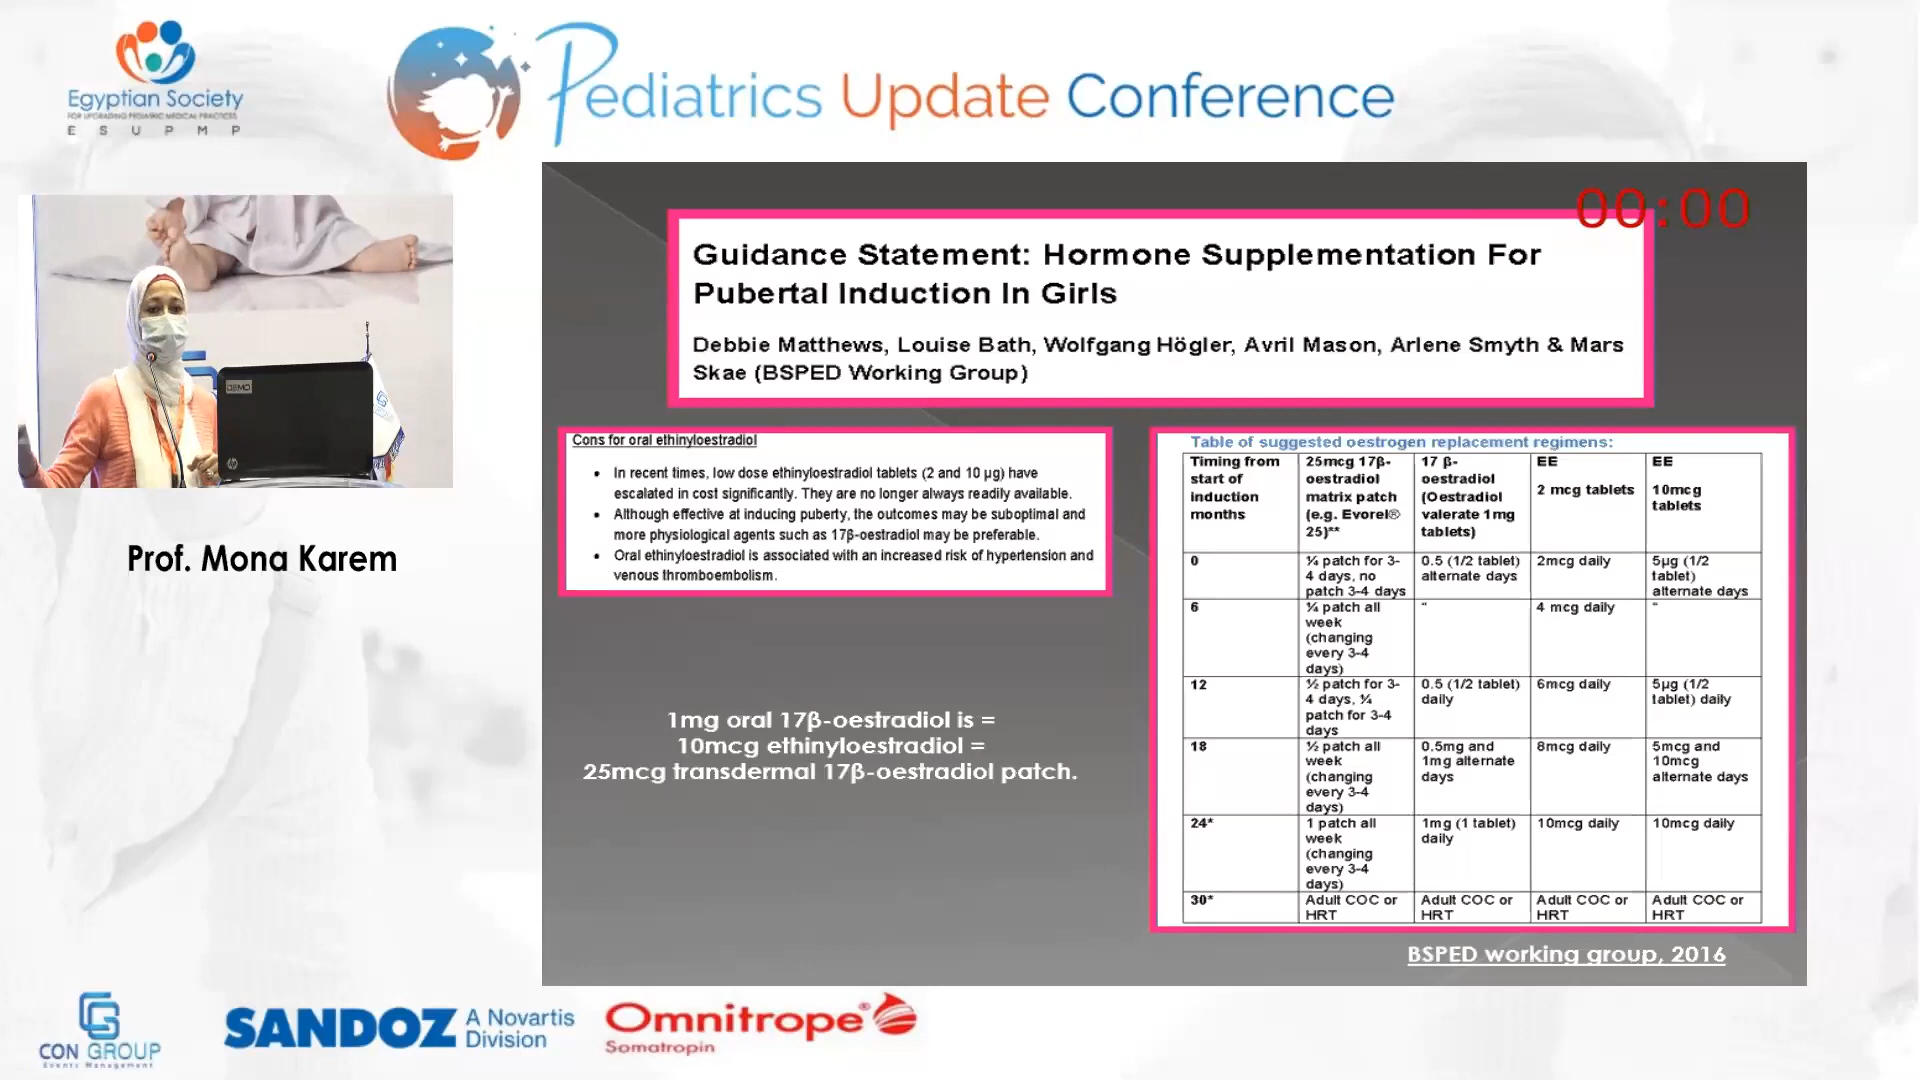 Egyptian Society
FOR UPGRADING PEDIATRIC MEDICAL PRACTICES
E S U P M P
Pediatrics Update Conference
00:00
Guidance Statement: Hormone Supplementation For
Pubertal Induction In Girls
Debbie Matthews, Louise Bath, Wolfgang Högler, Avril Mason, Arlene Smyth & Mars
Skae (BSPED Working Group)
DEMO
hp
Prof. Mona Karem
Cons for oral ethinyloestradiol
• In recent times, low dose ethinyloestradiol tablets (2 and 10 µg) have
escalated in cost significantly. They are no longer always readily available.
• Although effective at inducing puberty, the outcomes may be suboptimal and
more physiological agents such as 17β-oestradiol may be preferable.
• Oral ethinyloestradiol is associated with an increased risk of hypertension and
venous thromboembolism.
1mg oral 17β-oestradiol is =
10mcg ethinyloestradiol =
25mcg transdermal 17β-oestradiol patch.
Table of suggested oestrogen replacement regimens:
Timing from
start of
induction
months
25mcg 17β-
oestradiol
matrix patch
(e.g. Evorel®
25)**
17 β-
oestradiol
(Oestradiol
valerate 1mg
tablets)
EE
2 mcg tablets
EE
10mcg
tablets
0
¼ patch for 3-
4 days, no
patch 3-4 days
0.5 (1/2 tablet)
alternate days
2mcg daily
5µg (1/2
tablet)
alternate days
6
¼ patch all
week
(changing
every 3-4
days)
"
4 mcg daily
"
12
½ patch for 3-
4 days, ¼
patch for 3-4
days
0.5 (1/2 tablet)
daily
6mcg daily
5µg (1/2
tablet) daily
18
½ patch all
week
(changing
every 3-4
days)
0.5mg and
1mg alternate
days
8mcg daily
5mcg and
10mcg
alternate days
24*
1 patch all
week
(changing
every 3-4
days)
1mg (1 tablet)
daily
10mcg daily
10mcg daily
30*
Adult COC or
HRT
Adult COC or
HRT
Adult COC or
HRT
Adult COC or
HRT
BSPED working group, 2016
CON GROUP
Events Management
SANDOZ A Novartis
Division
Omnitrope®
Somatropin